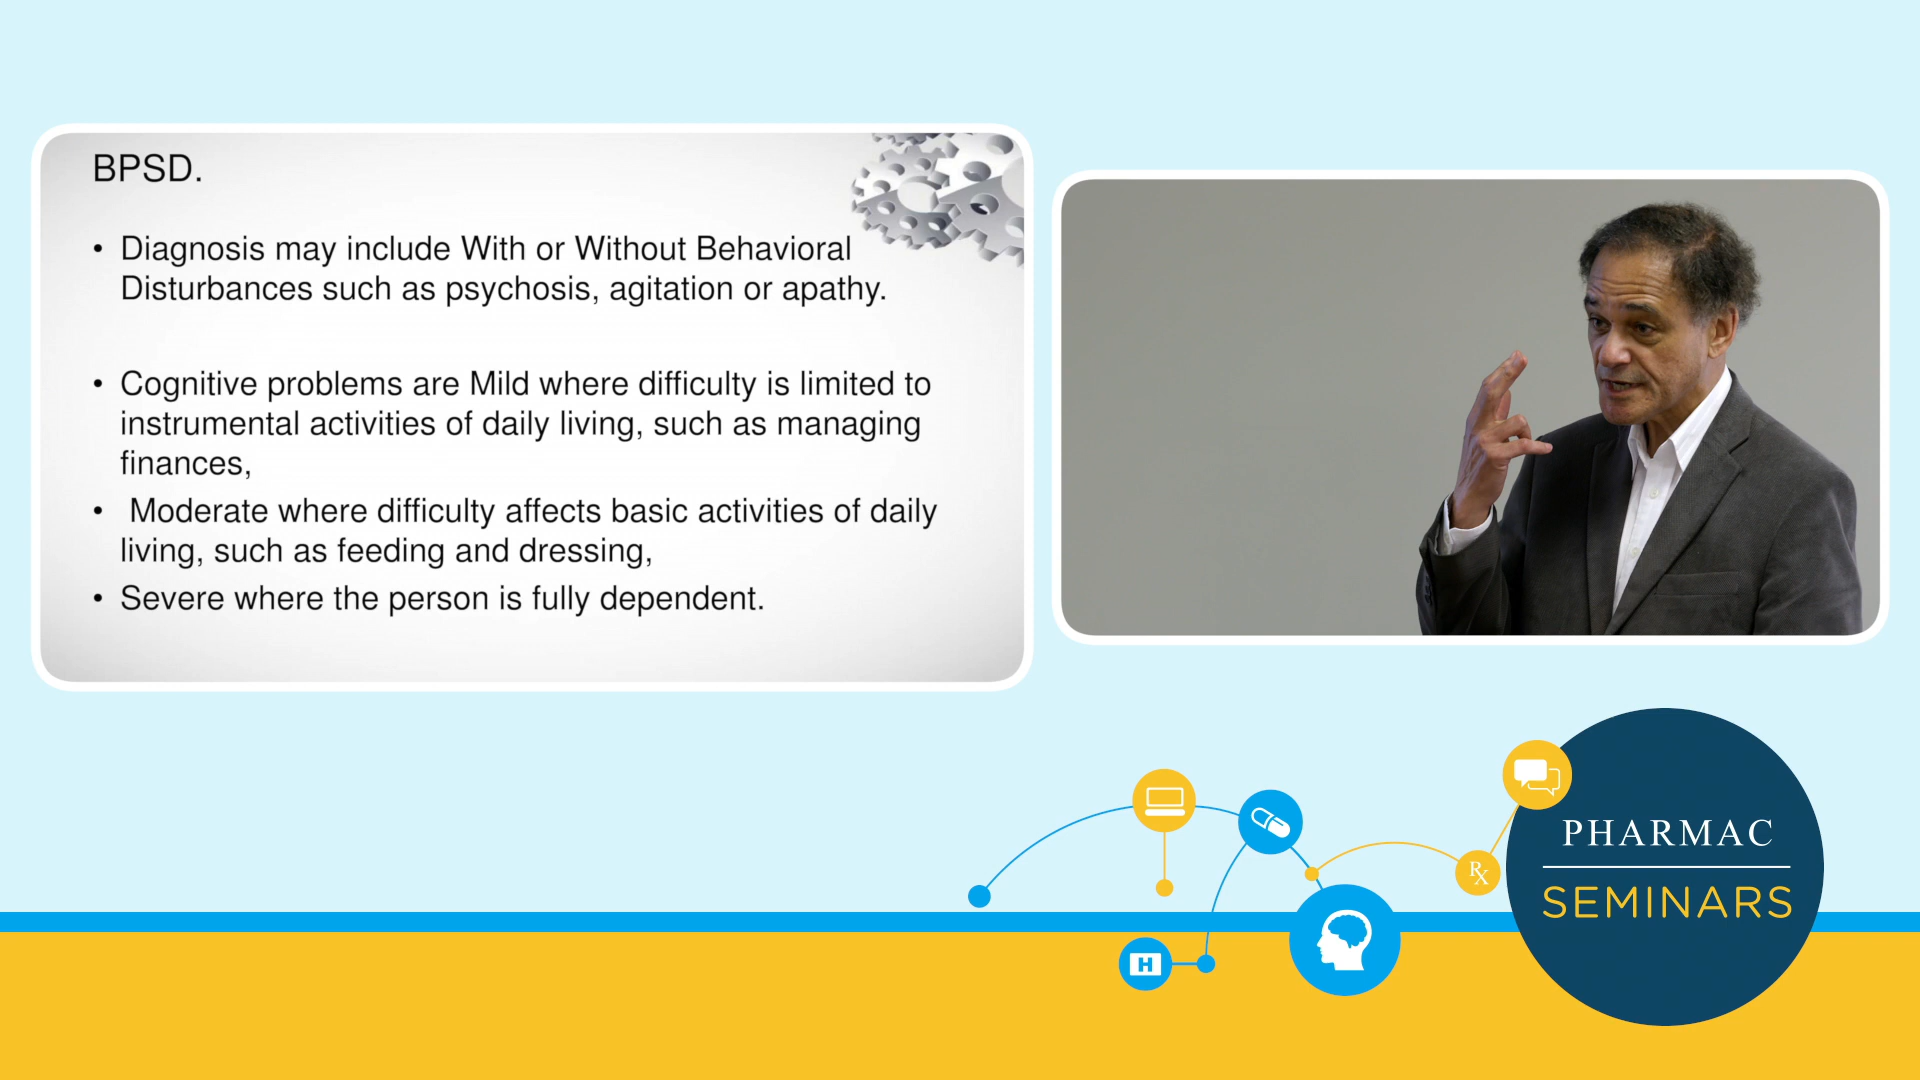 BPSD.
• Diagnosis may include With or Without Behavioral
Disturbances such as psychosis, agitation or apathy.
• Cognitive problems are Mild where difficulty is limited to
instrumental activities of daily living, such as managing
finances,
• Moderate where difficulty affects basic activities of daily
living, such as feeding and dressing,
• Severe where the person is fully dependent.
H
Rx
PHARMAC
SEMINARS